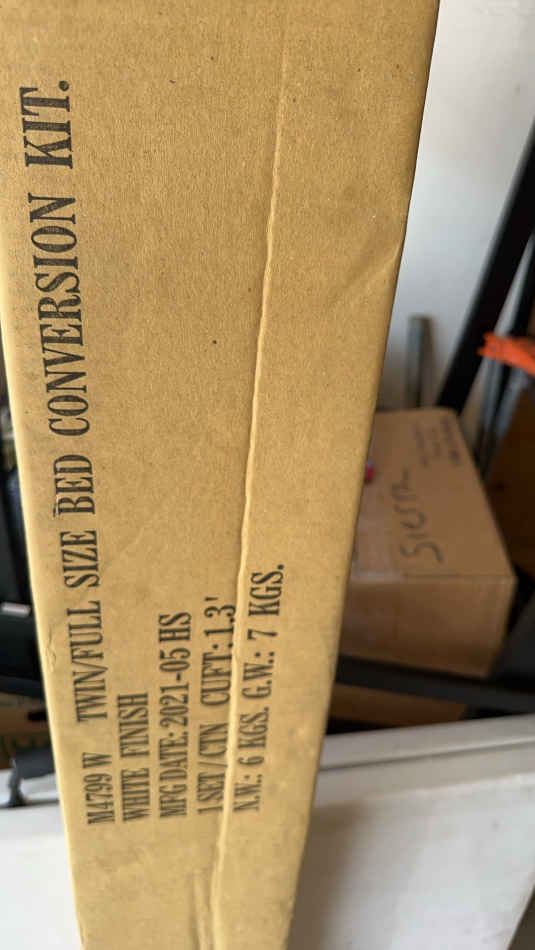 M4799 W TWIN/FULL SIZE BED CONVERSION KIT.
WHITE FINISH
MFG DATE: 2021-05 HS
1 SET / CTN CUFT: 1.3'
N.W.: 6 KGS. G.W.: 7 KGS.